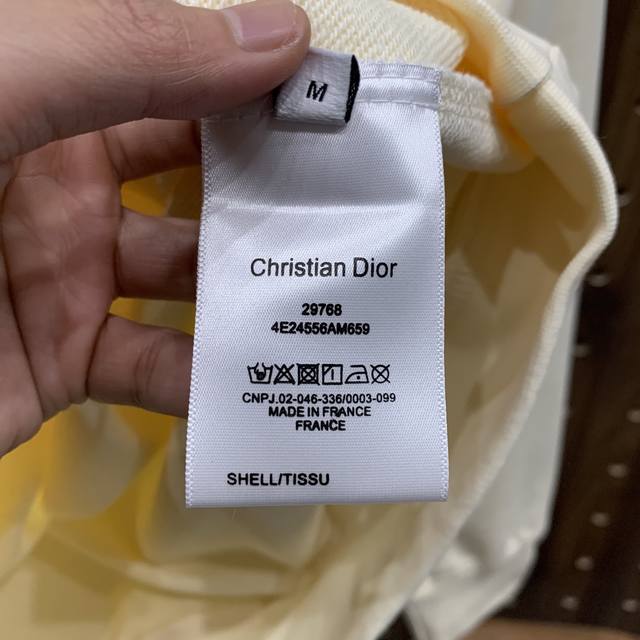 M
Christian Dior
29768
4E24556AM659
CNPJ.02-046-336/0003-099
MADE IN FRANCE
FRANCE
SHELL/TISSU